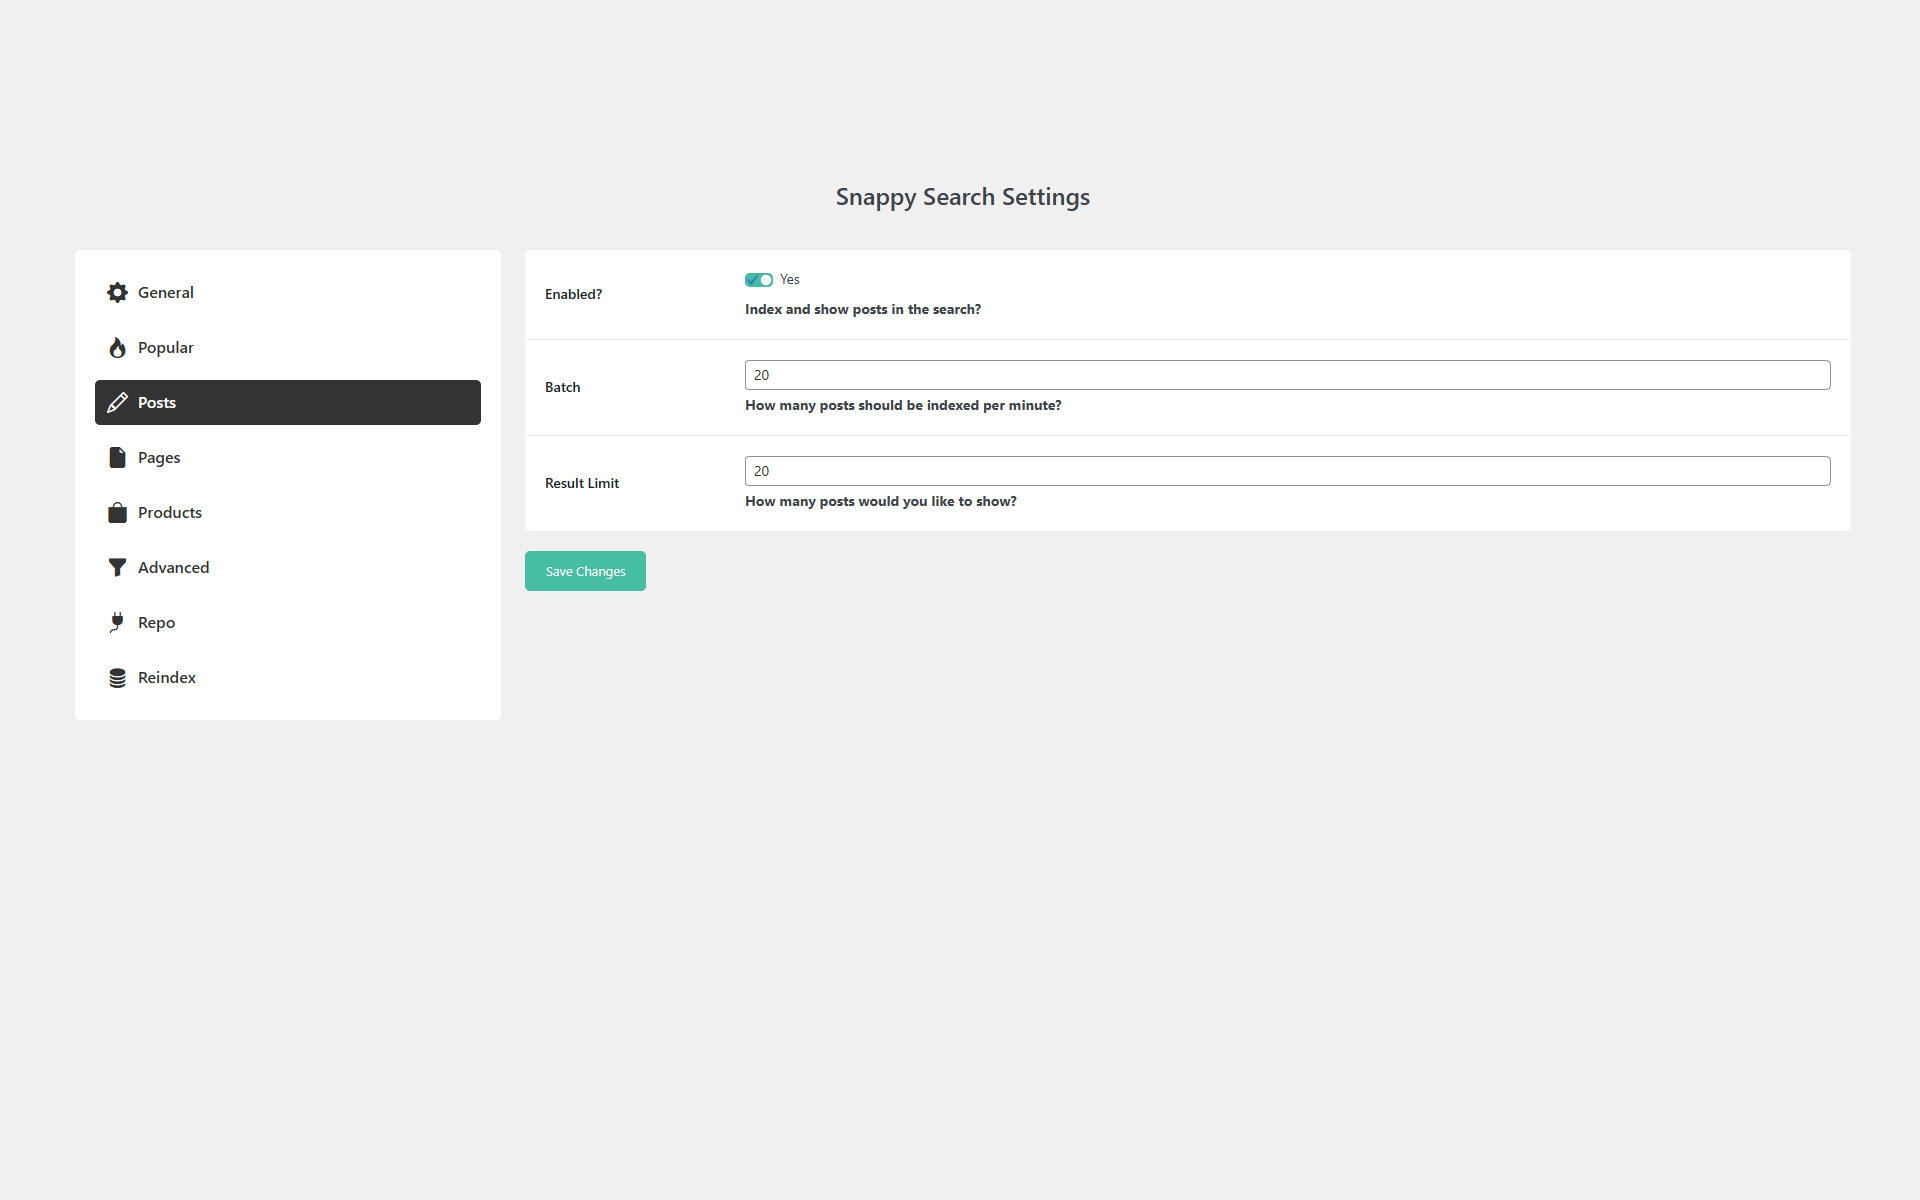 Snappy Search Settings
General
Popular
Posts
Pages
Products
Advanced
Repo
Reindex
Enabled?
Yes
Index and show posts in the search?
Batch
20
How many posts should be indexed per minute?
Result Limit
20
How many posts would you like to show?
Save Changes